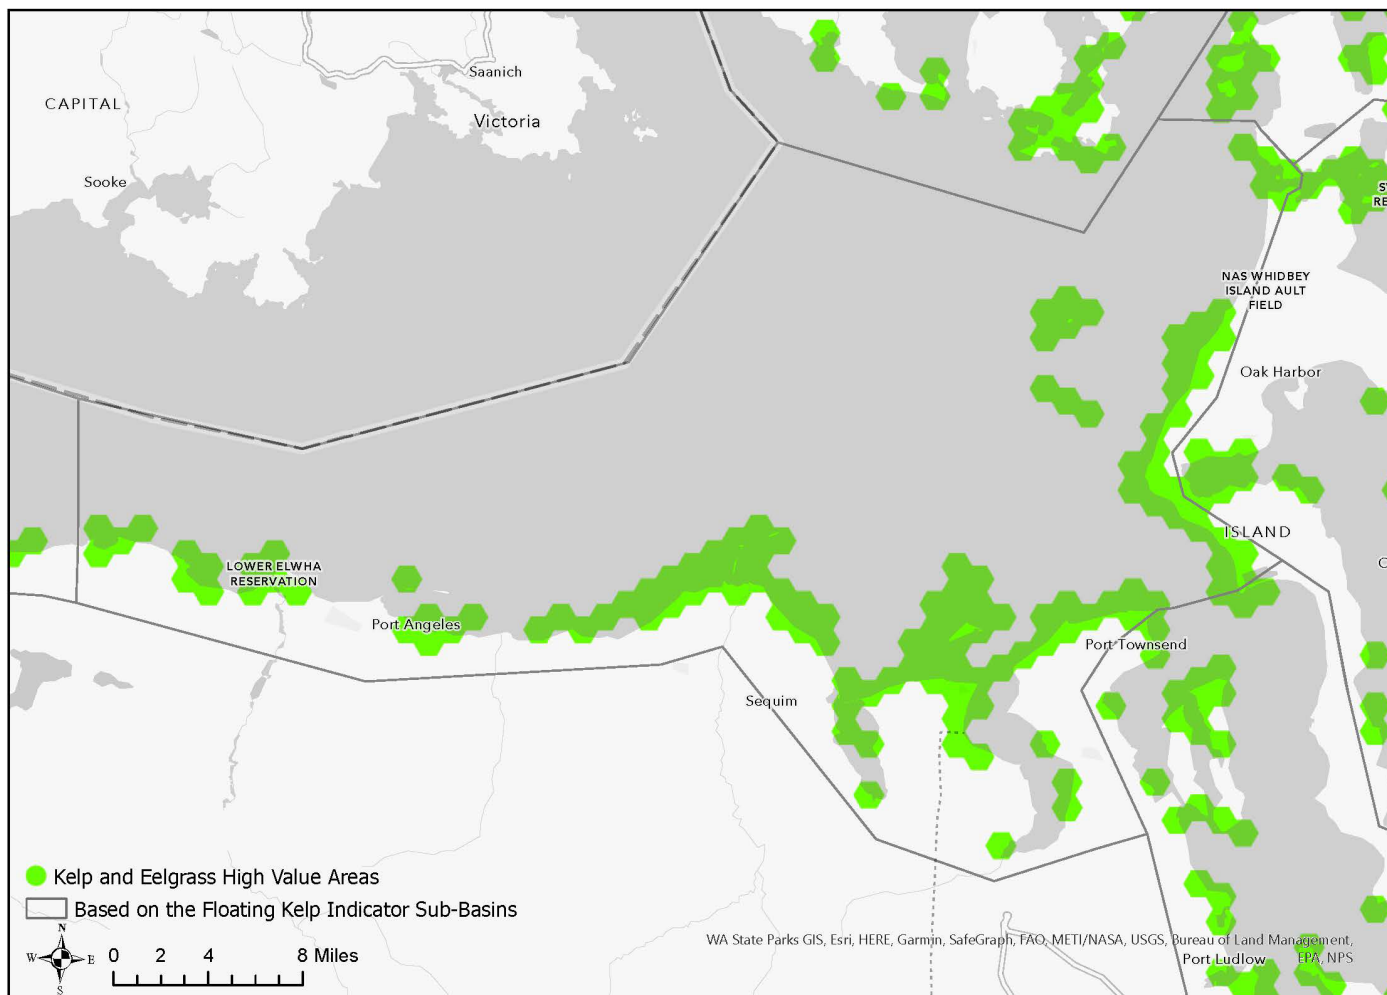 Saanich
CAPITAL
Victoria
Sooke
NAS WHIDBEY
ISLAND AULT
FIELD
Oak Harbor
ISLAND
LOWER ELWHA
RESERVATION
Port Angeles
Port Townsend
Sequim
Kelp and Eelgrass High Value Areas
Based on the Floating Kelp Indicator Sub-Basins
N
W E
S
0 2 4 8 Miles
WA State Parks GIS, Esri, HERE, Garmin, SafeGraph, FAO, METI/NASA, USGS, Bureau of Land Management,
EPA, NPS
Port Ludlow